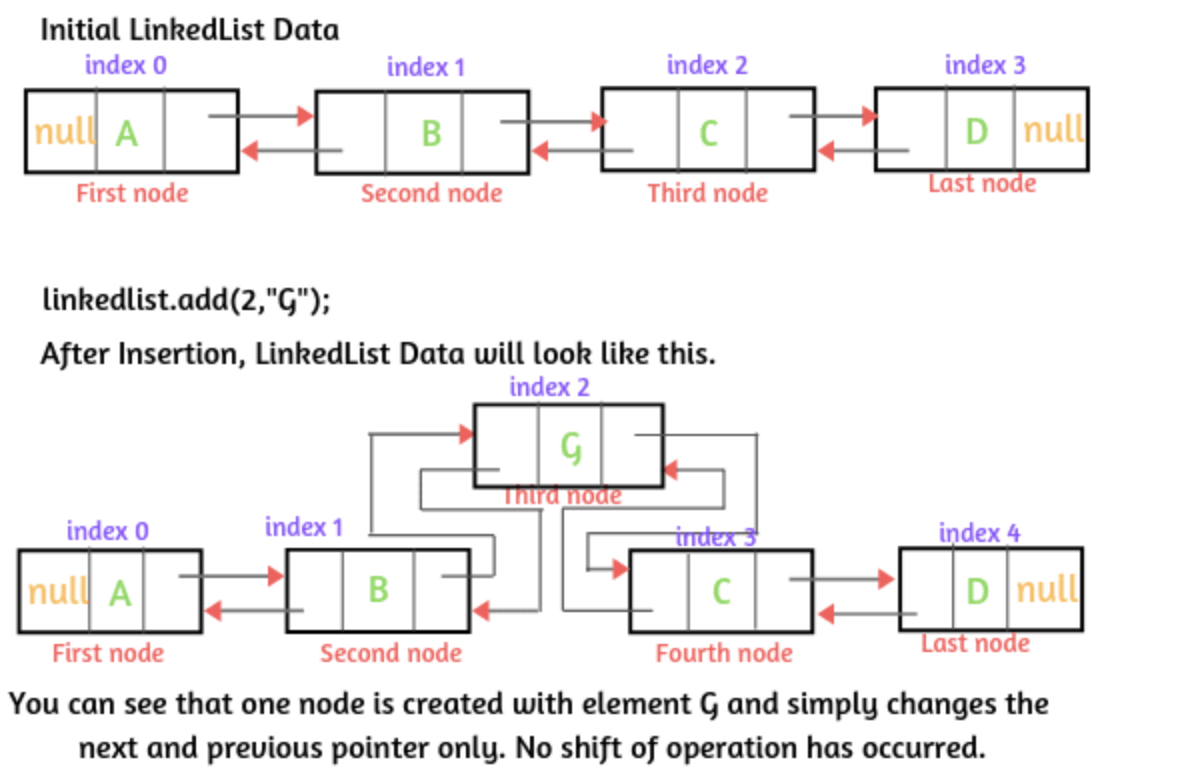 Initial LinkedList Data
index 0 index 1 index 2 index 3
null A B C D null
First node Second node Third node Last node
linkedlist.add(2,"G");
After Insertion, LinkedList Data will look like this.
index 2
G
Third node
index 0 index 1 index 3 index 4
null A B C D null
First node Second node Fourth node Last node
You can see that one node is created with element G and simply changes the
next and previous pointer only. No shift of operation has occurred.